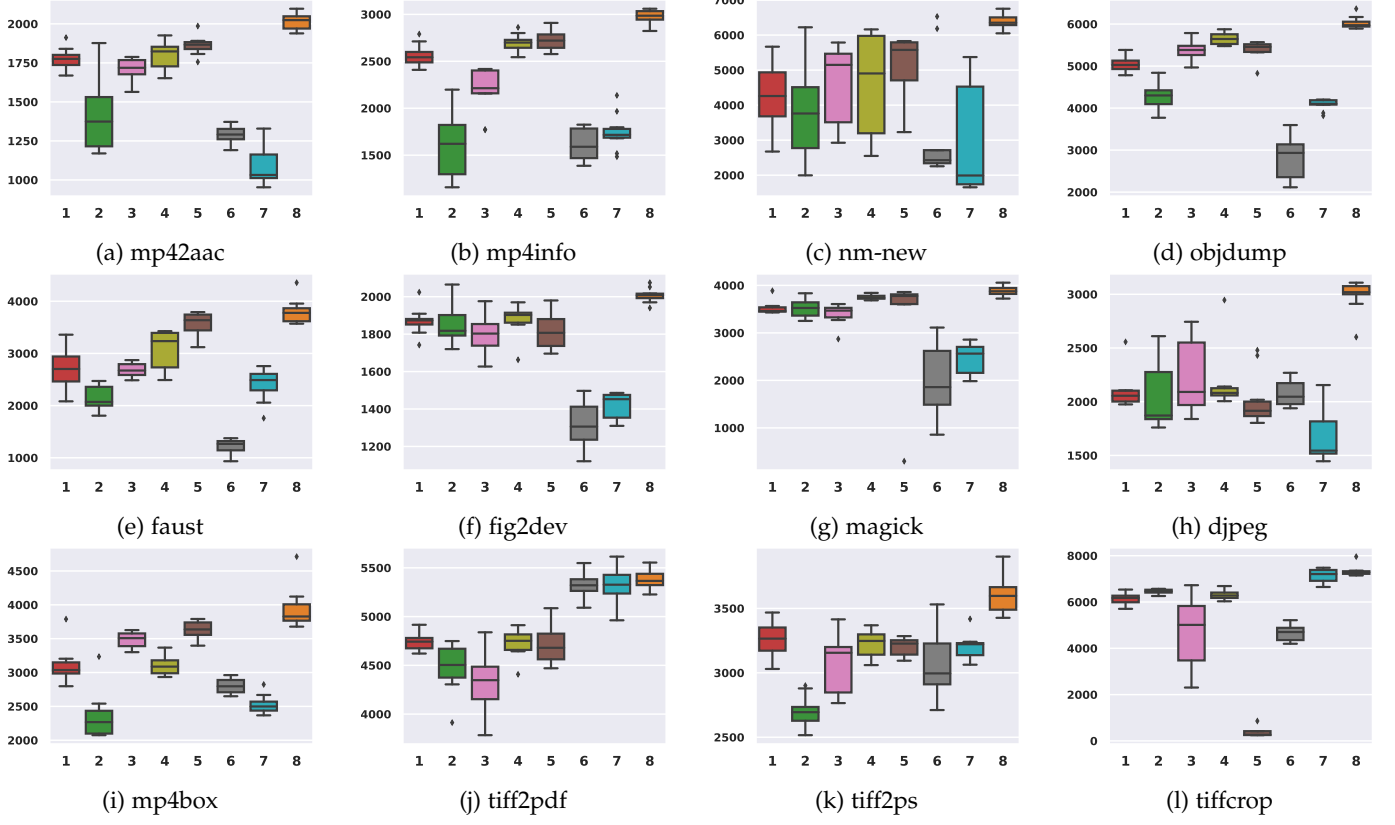 2000
1750
1500
1250
1000
1 2 3 4 5 6 7 8
(a) mp42aac
3000
2500
2000
1500
1 2 3 4 5 6 7 8
(b) mp4info
7000
6000
5000
4000
3000
2000
1 2 3 4 5 6 7 8
(c) nm-new
6000
5000
4000
3000
2000
1 2 3 4 5 6 7 8
(d) objdump
4000
3000
2000
1000
1 2 3 4 5 6 7 8
(e) faust
2000
1800
1600
1400
1200
1 2 3 4 5 6 7 8
(f) fig2dev
4000
3000
2000
1000
1 2 3 4 5 6 7 8
(g) magick
3000
2500
2000
1500
1 2 3 4 5 6 7 8
(h) djpeg
4500
4000
3500
3000
2500
2000
1 2 3 4 5 6 7 8
(i) mp4box
5500
5000
4500
4000
1 2 3 4 5 6 7 8
(j) tiff2pdf
3500
3000
2500
1 2 3 4 5 6 7 8
(k) tiff2ps
8000
6000
4000
2000
0
1 2 3 4 5 6 7 8
(l) tiffcrop